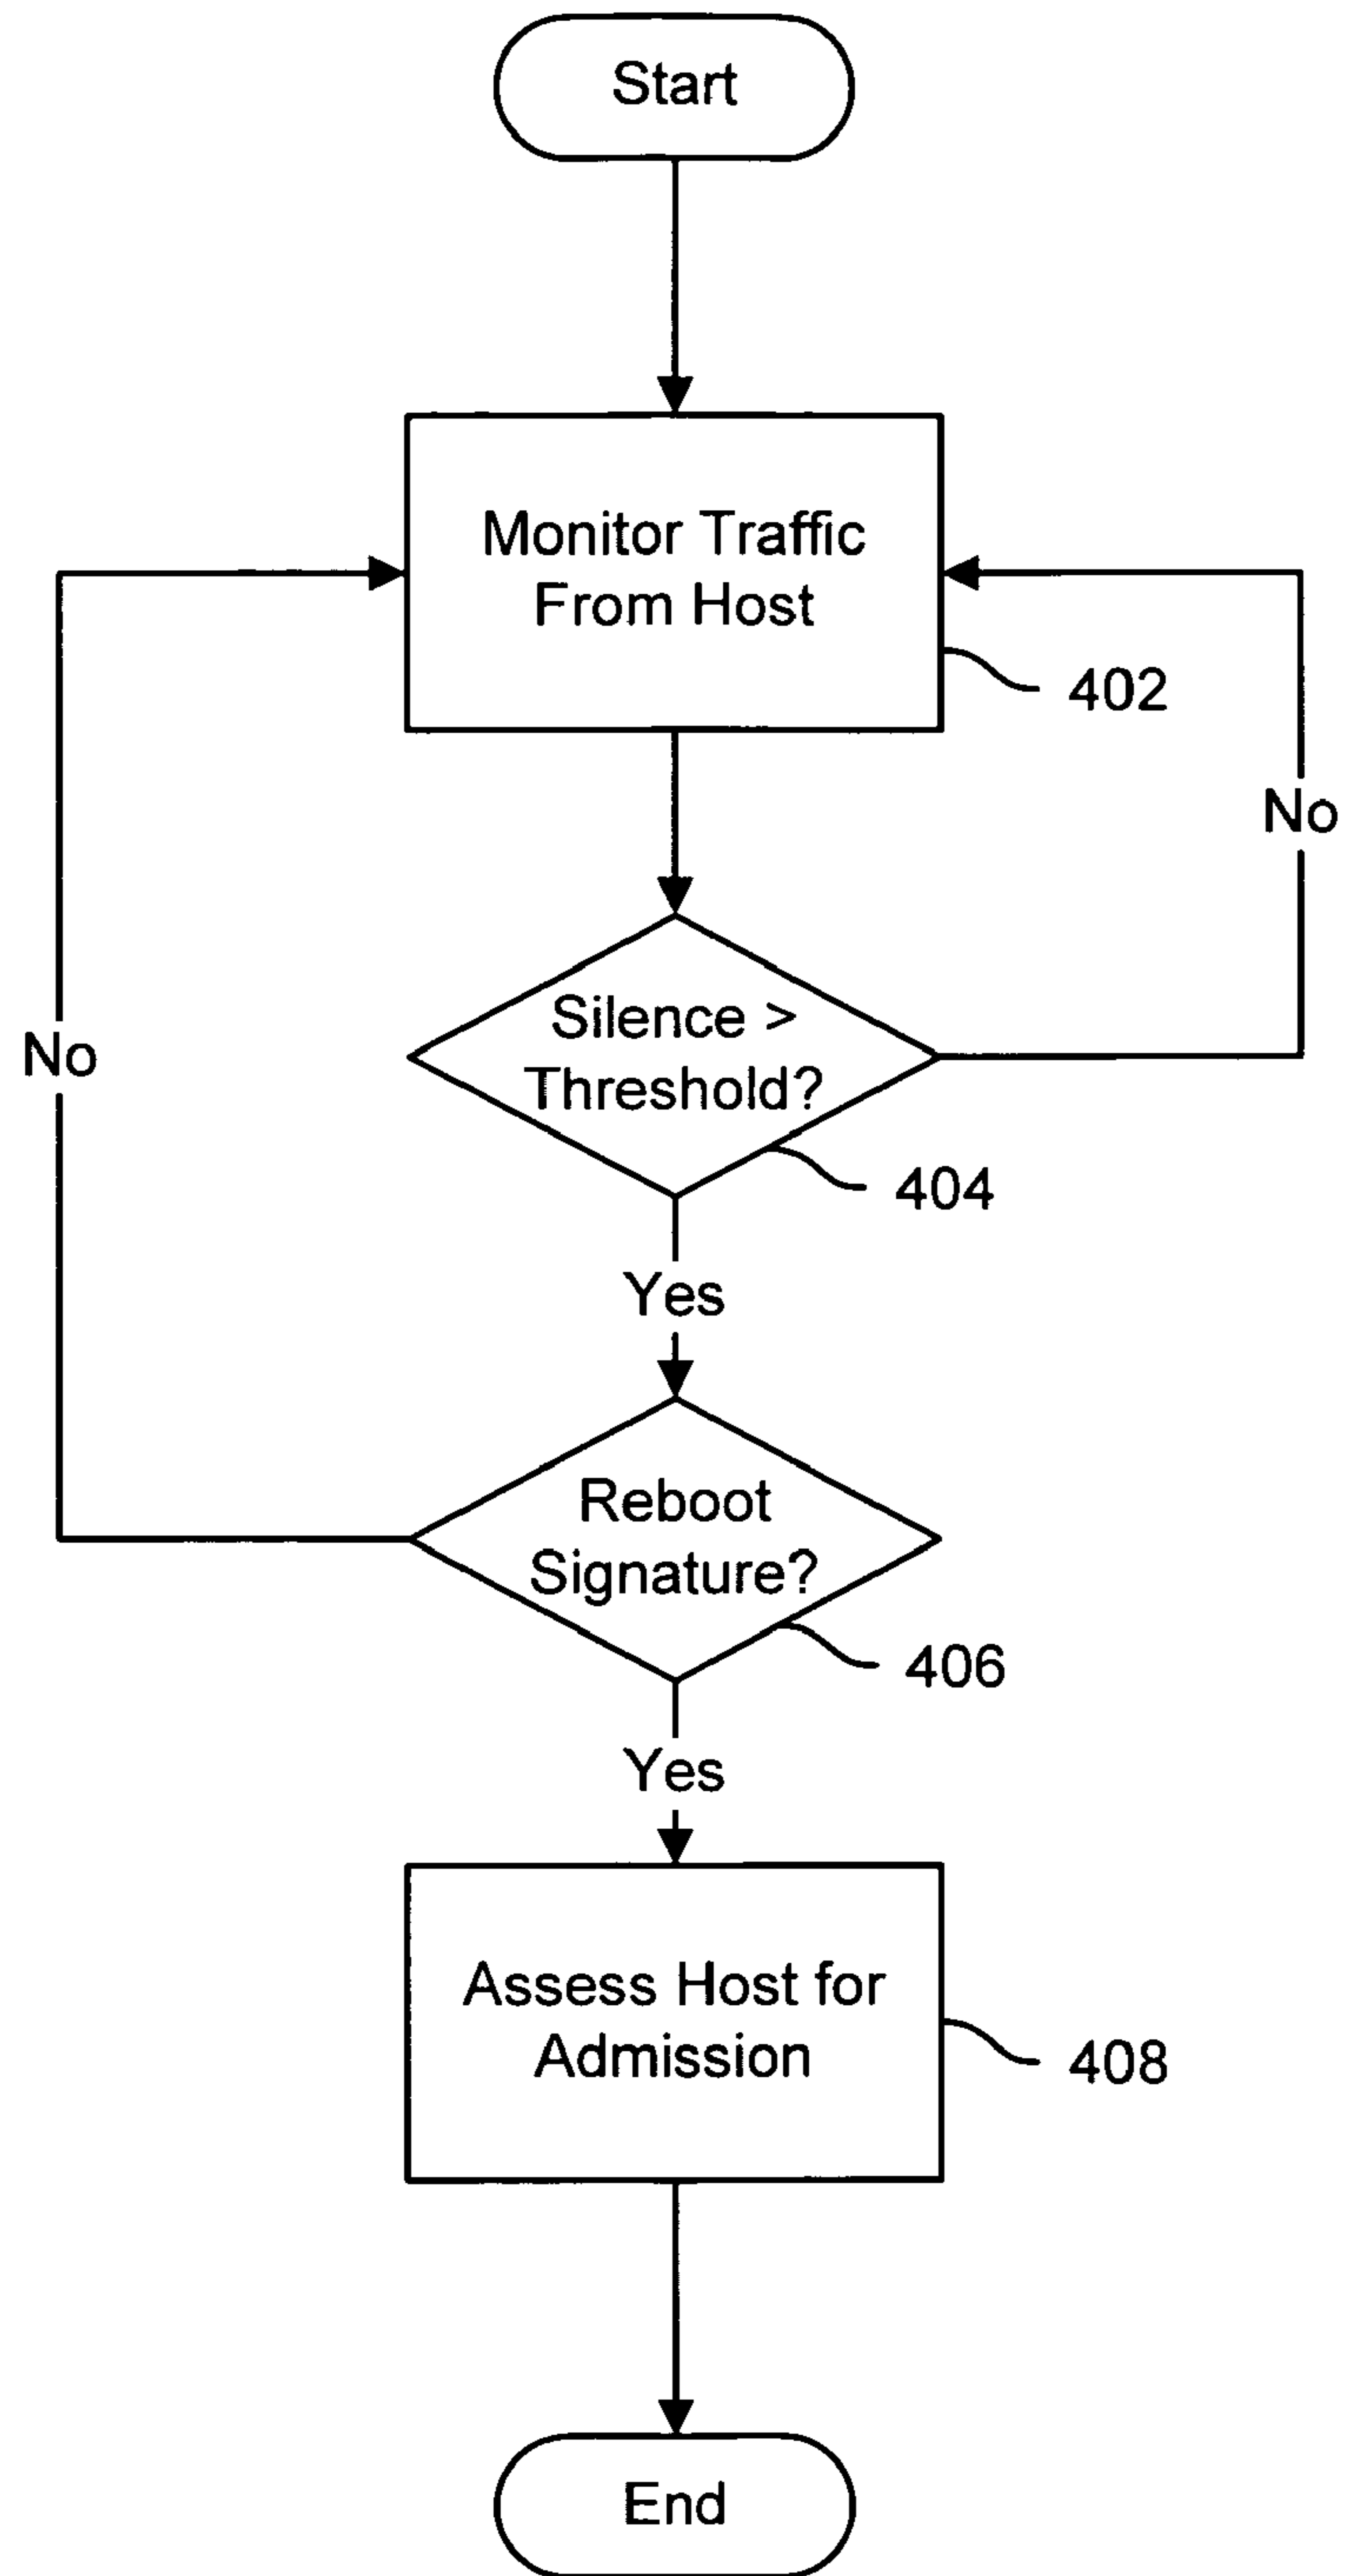 Start
Monitor Traffic
From Host
402
No
Silence >
Threshold?
404
No
Yes
Reboot
Signature?
406
Yes
Assess Host for
Admission
408
End